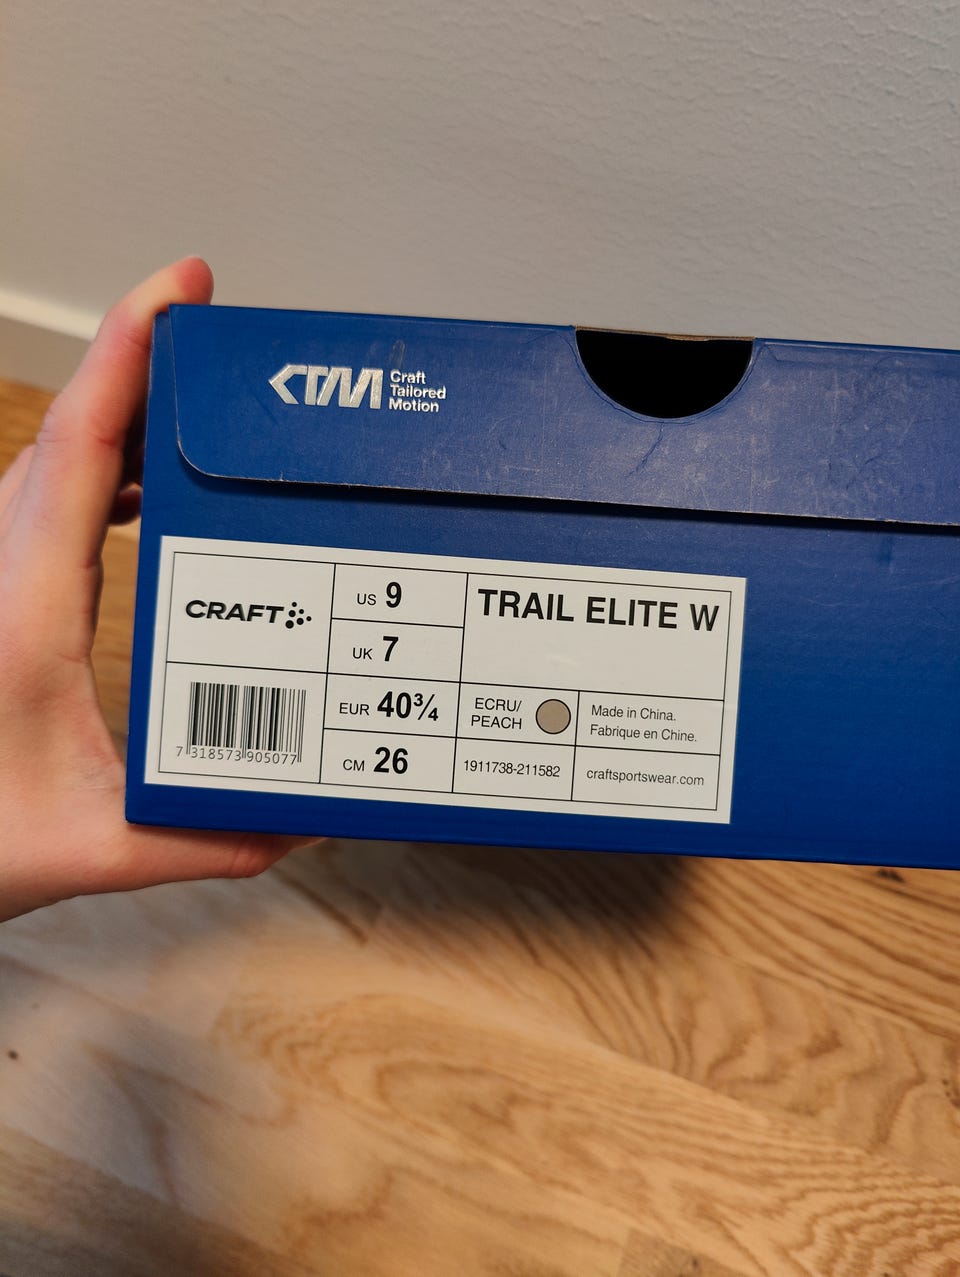 CTM Craft
Tailored
Motion
CRAFT
US 9
UK 7
EUR 40¾
CM 26
TRAIL ELITE W
ECRU/
PEACH
Made in China.
Fabrique en Chine.
1911738-211582
craftsportswear.com
7 318573 905077